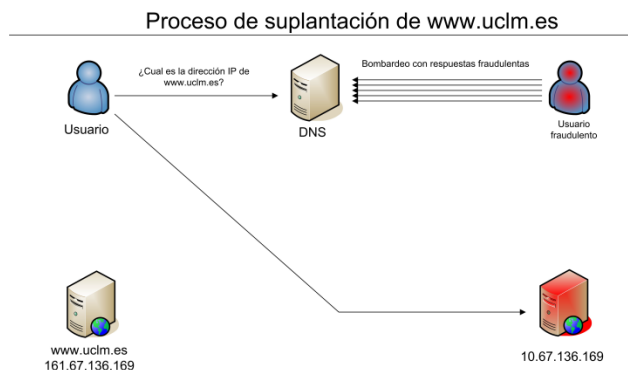 Proceso de suplantación de www.uclm.es
¿Cual es la dirección IP de
www.uclm.es?
Bombardeo con respuestas fraudulentas
Usuario
DNS
Usuario
fraudulento
www.uclm.es
161.67.136.169
10.67.136.169